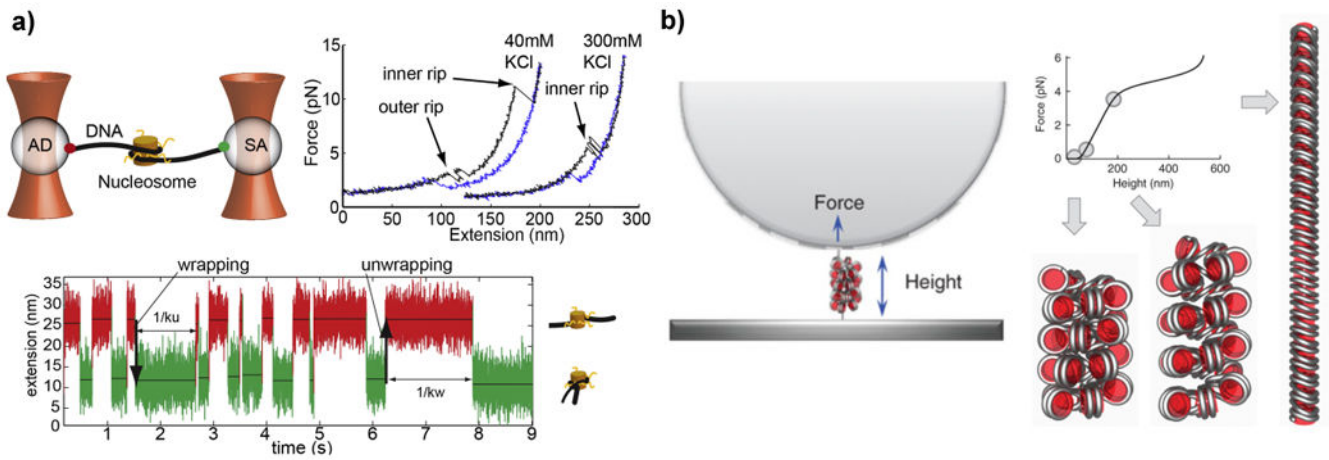 a)
AD
DNA
SA
Nucleosome
15
10
5
0
Force (pN)
0
50
100
150
200
250
300
Extension (nm)
40mM
KCl
300mM
KCl
inner rip
outer rip
inner rip
wrapping
unwrapping
35
30
25
20
15
10
5
0
extension (nm)
1/ku
1/kw
1
2
3
4
5
6
7
8
9
time (s)
b)
Force
Height
6
4
2
0
Force (pN)
0
200
400
600
Height (nm)